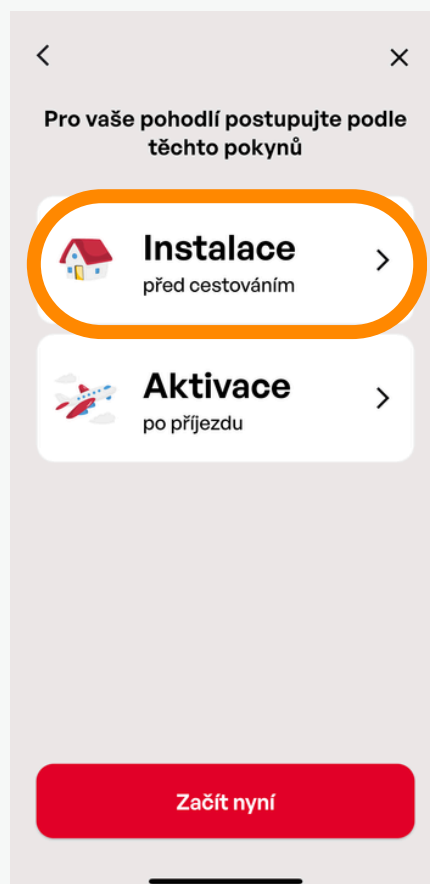 Pro vaše pohodlí postupujte podle
těchto pokynů
Instalace
před cestováním
Aktivace
po příjezdu
Začít nyní